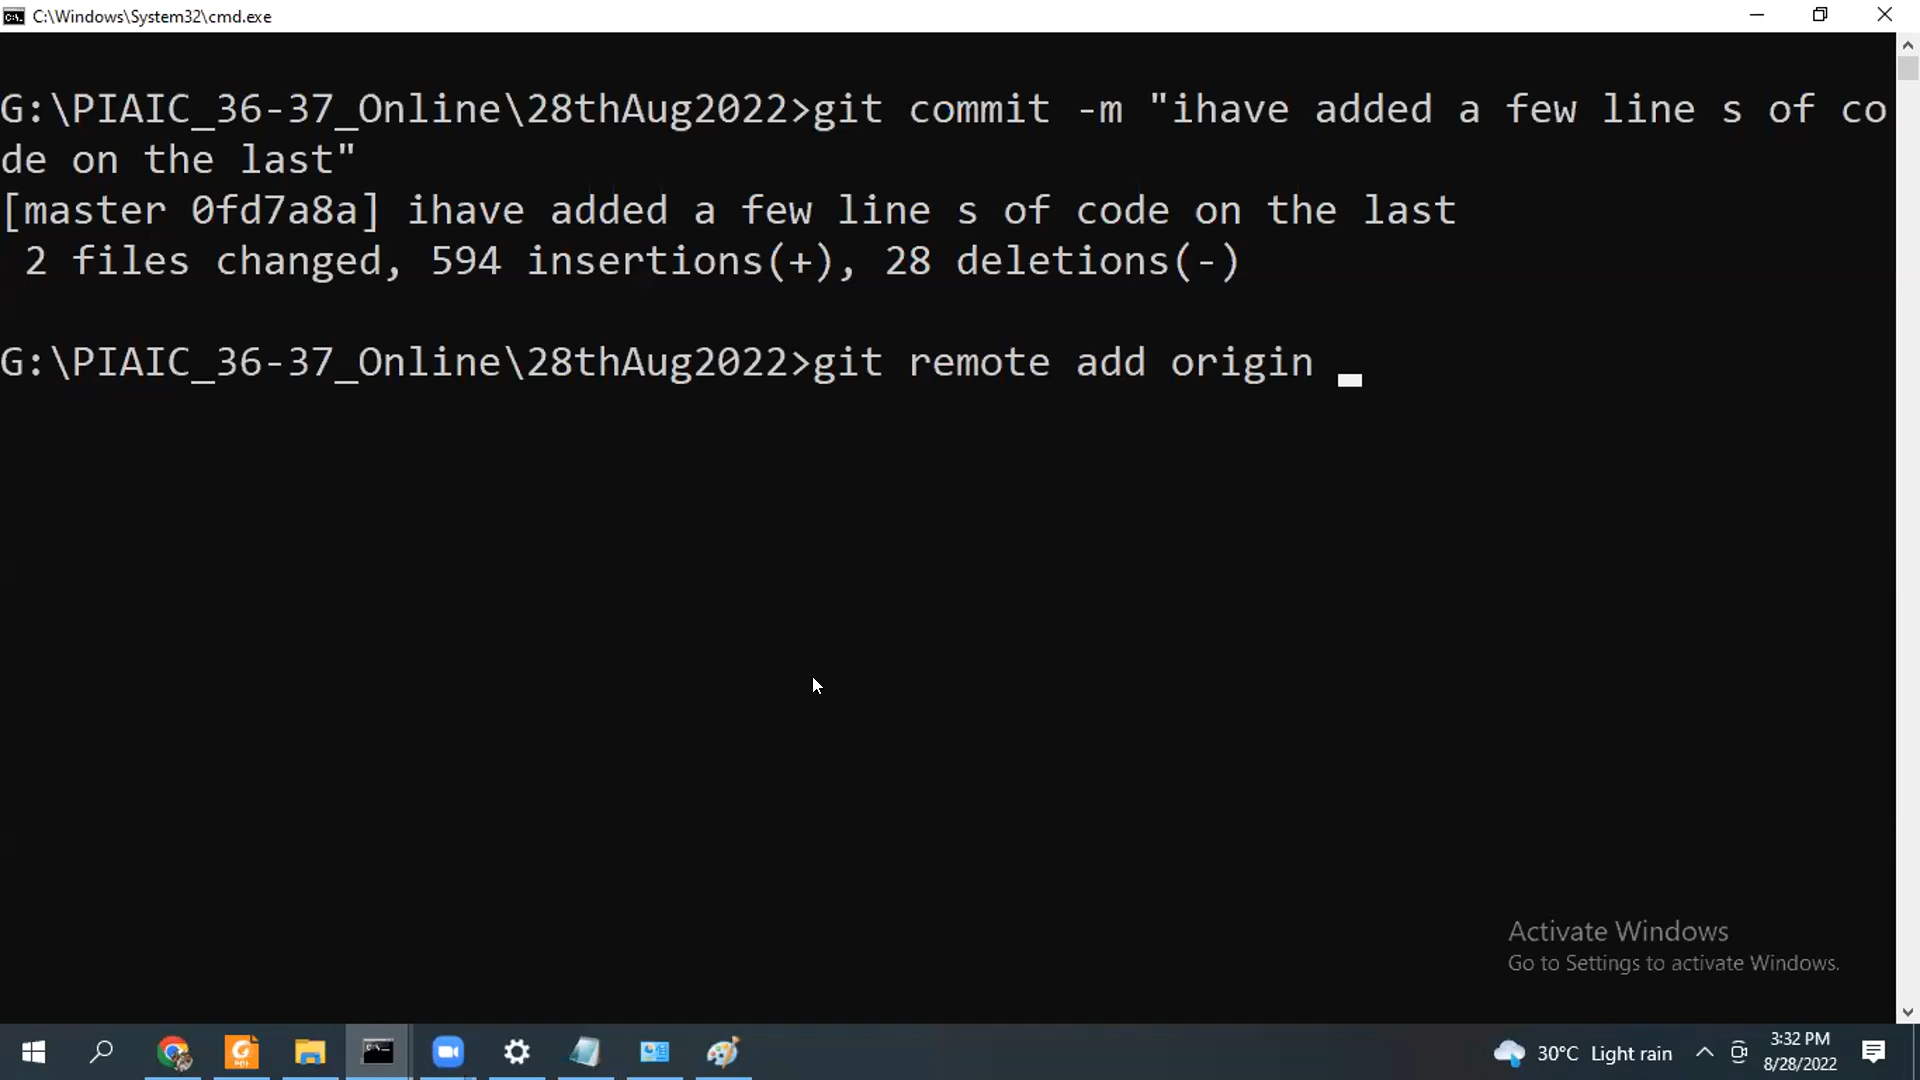 C:\Windows\System32\cmd.exe
G:\PIAIC_36-37_Online\28thAug2022>git commit -m "ihave added a few line s of co
de on the last"
[master 0fd7a8a] ihave added a few line s of code on the last
 2 files changed, 594 insertions(+), 28 deletions(-)
G:\PIAIC_36-37_Online\28thAug2022>git remote add origin
Activate Windows
Go to Settings to activate Windows.
30°C Light rain
3:32 PM
8/28/2022